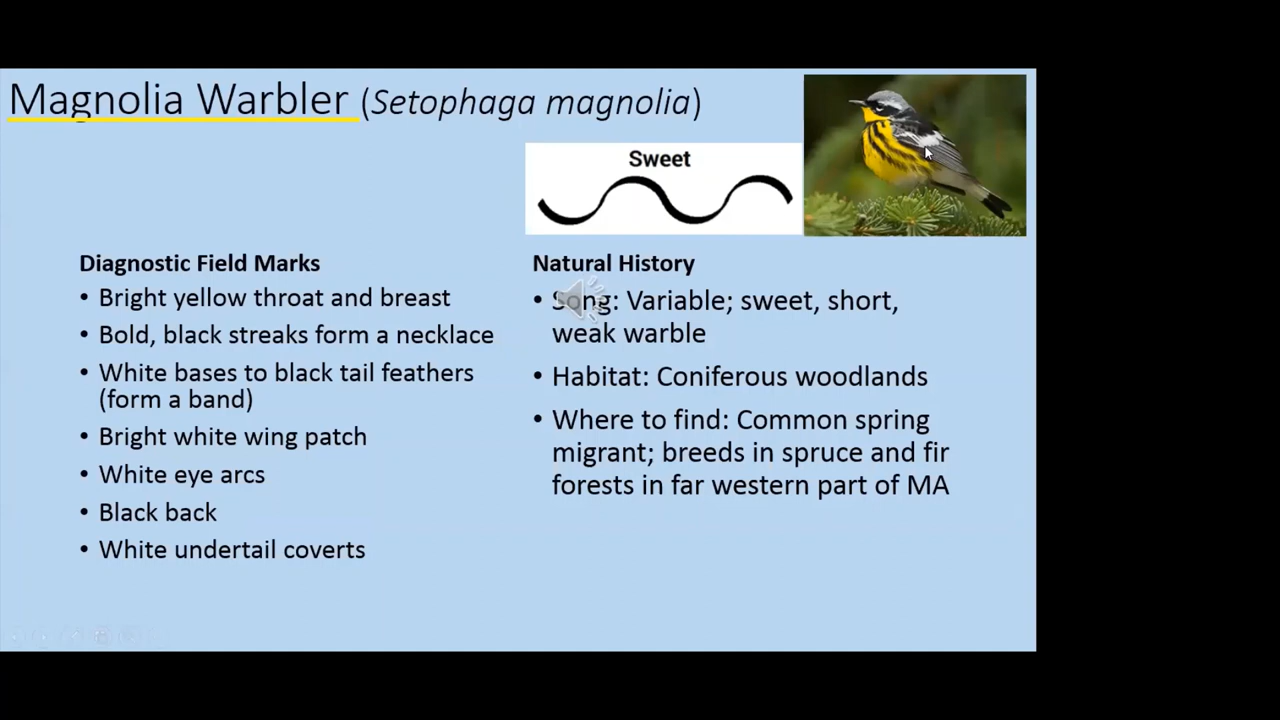 Magnolia Warbler (Setophaga magnolia)
Sweet
Diagnostic Field Marks
• Bright yellow throat and breast
• Bold, black streaks form a necklace
• White bases to black tail feathers
(form a band)
• Bright white wing patch
• White eye arcs
• Black back
• White undertail coverts
Natural History
• Song: Variable; sweet, short,
weak warble
• Habitat: Coniferous woodlands
• Where to find: Common spring
migrant; breeds in spruce and fir
forests in far western part of MA